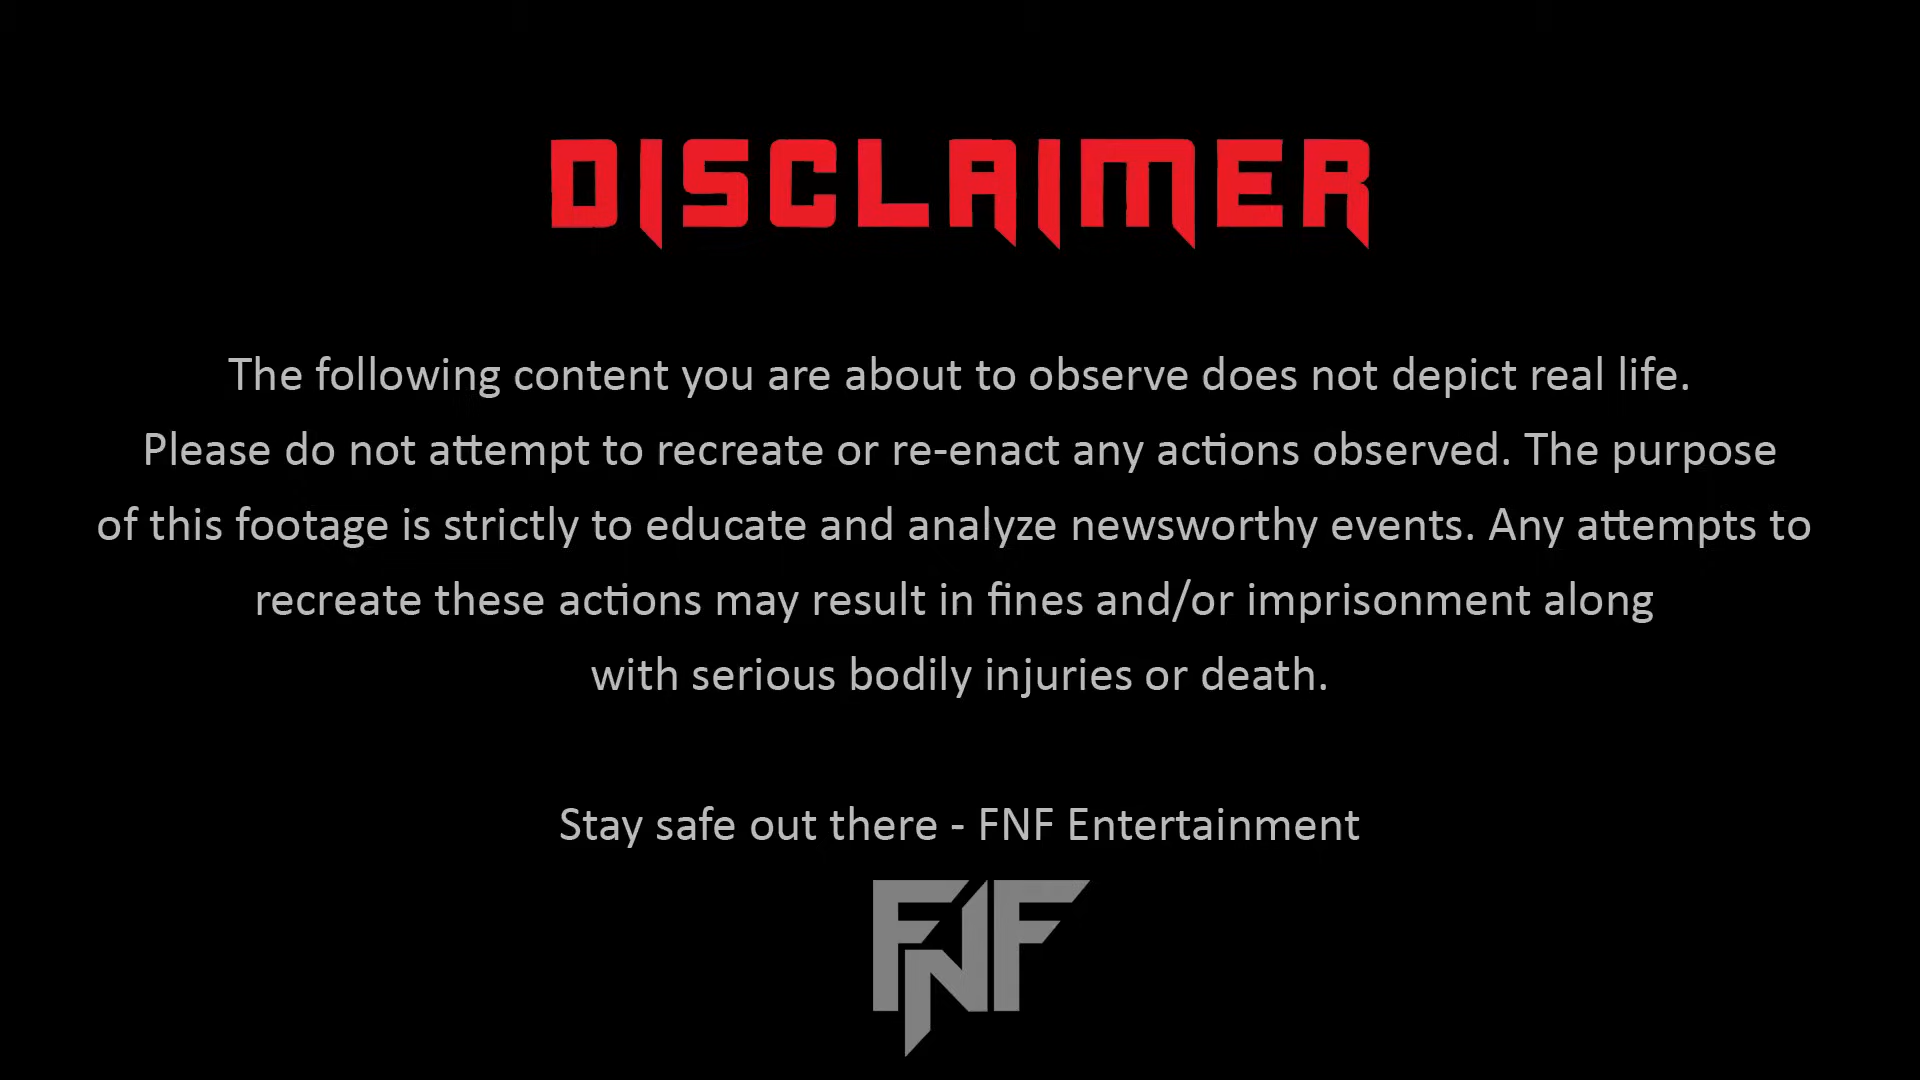 DISCLAIMER
The following content you are about to observe does not depict real life.
Please do not attempt to recreate or re-enact any actions observed. The purpose
of this footage is strictly to educate and analyze newsworthy events. Any attempts to
recreate these actions may result in fines and/or imprisonment along
with serious bodily injuries or death.
Stay safe out there - FNF Entertainment
FNF